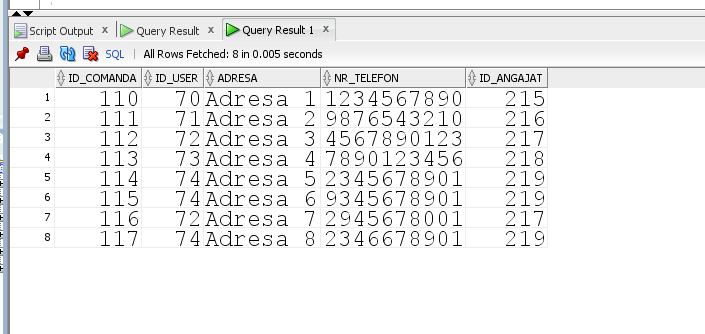 Script Output x Query Result x Query Result 1 x
SQL All Rows Fetched: 8 in 0.005 seconds
ID_COMANDA ID_USER ADRESA NR_TELEFON ID_ANGAJAT
1 110 70 Adresa 1 1234567890 215
2 111 71 Adresa 2 9876543210 216
3 112 72 Adresa 3 4567890123 217
4 113 73 Adresa 4 7890123456 218
5 114 74 Adresa 5 2345678901 219
6 115 74 Adresa 6 9345678901 219
7 116 72 Adresa 7 2945678001 217
8 117 74 Adresa 8 2346678901 219